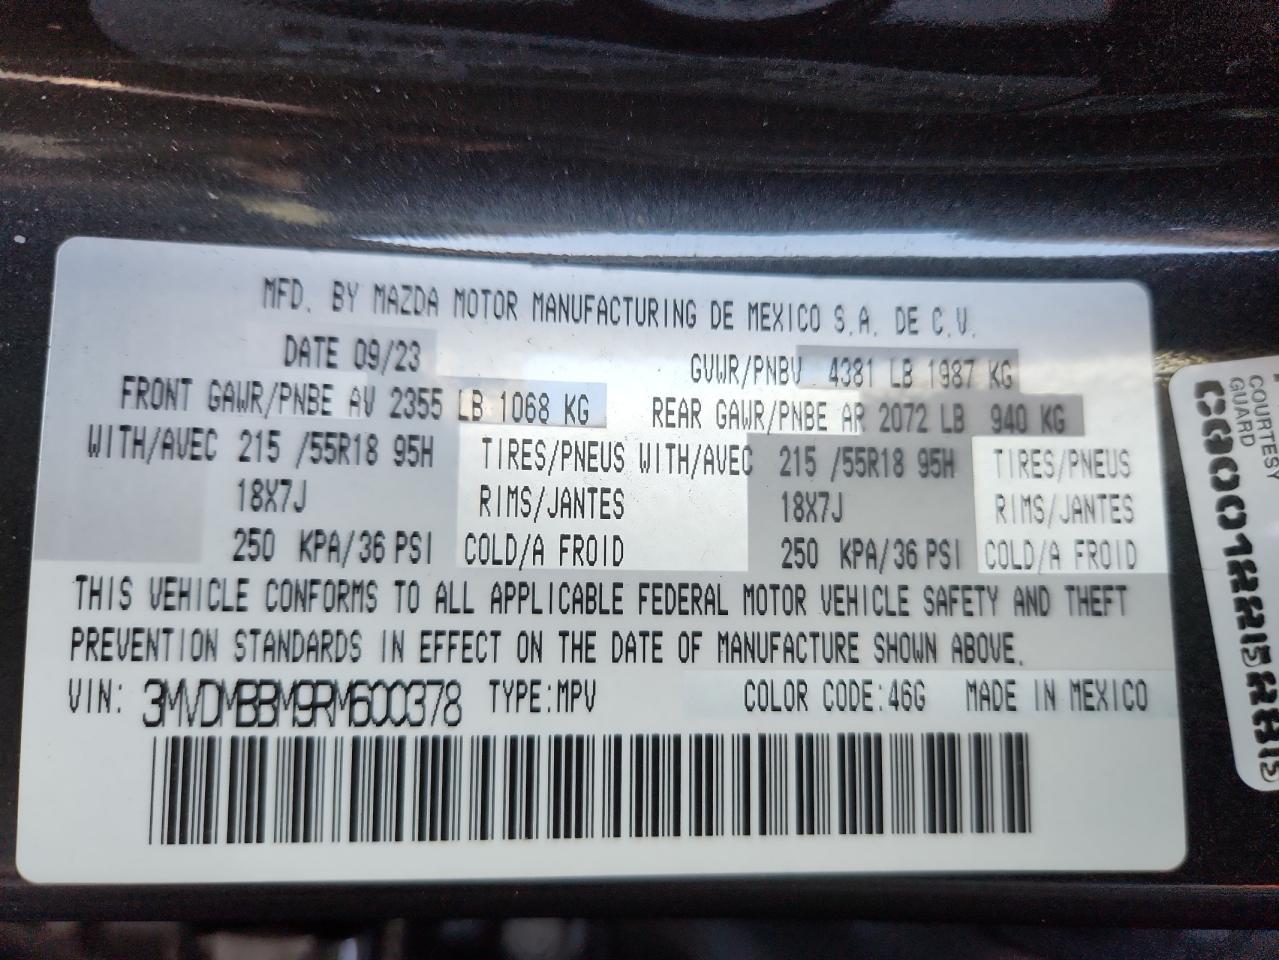 MFD. BY MAZDA MOTOR MANUFACTURING DE MEXICO S.A. DE C.V.
DATE 09/23 GVWR/PNBV 4381 LB 1987 KG
FRONT GAWR/PNBE AV 2355 LB 1068 KG REAR GAWR/PNBE AR 2072 LB 940 KG
WITH/AVEC 215 /55R18 95H TIRES/PNEUS WITH/AVEC 215 /55R18 95H TIRES/PNEUS
18X7J RIMS/JANTES 18X7J RIMS/JANTES
250 KPA/36 PSI COLD/A FROID 250 KPA/36 PSI COLD/A FROID
THIS VEHICLE CONFORMS TO ALL APPLICABLE FEDERAL MOTOR VEHICLE SAFETY AND THEFT
PREVENTION STANDARDS IN EFFECT ON THE DATE OF MANUFACTURE SHOWN ABOVE.
VIN: 3MVDMBBM9RM600378 TYPE:MPV COLOR CODE:46G MADE IN MEXICO
COURTESY
GUARD